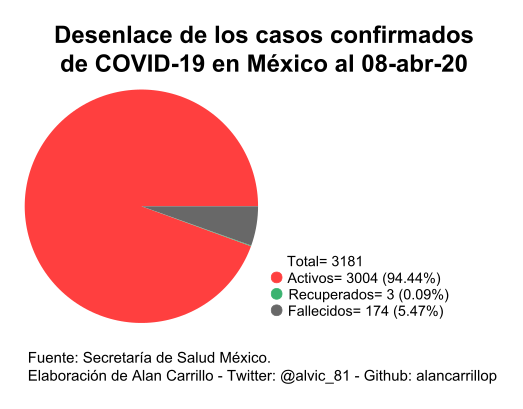 Desenlace de los casos confirmados
de COVID-19 en México al 08-abr-20
Total= 3181
Activos= 3004 (94.44%)
Recuperados= 3 (0.09%)
Fallecidos= 174 (5.47%)
Fuente: Secretaría de Salud México.
Elaboración de Alan Carrillo - Twitter: @alvic_81 - Github: alancarrillop